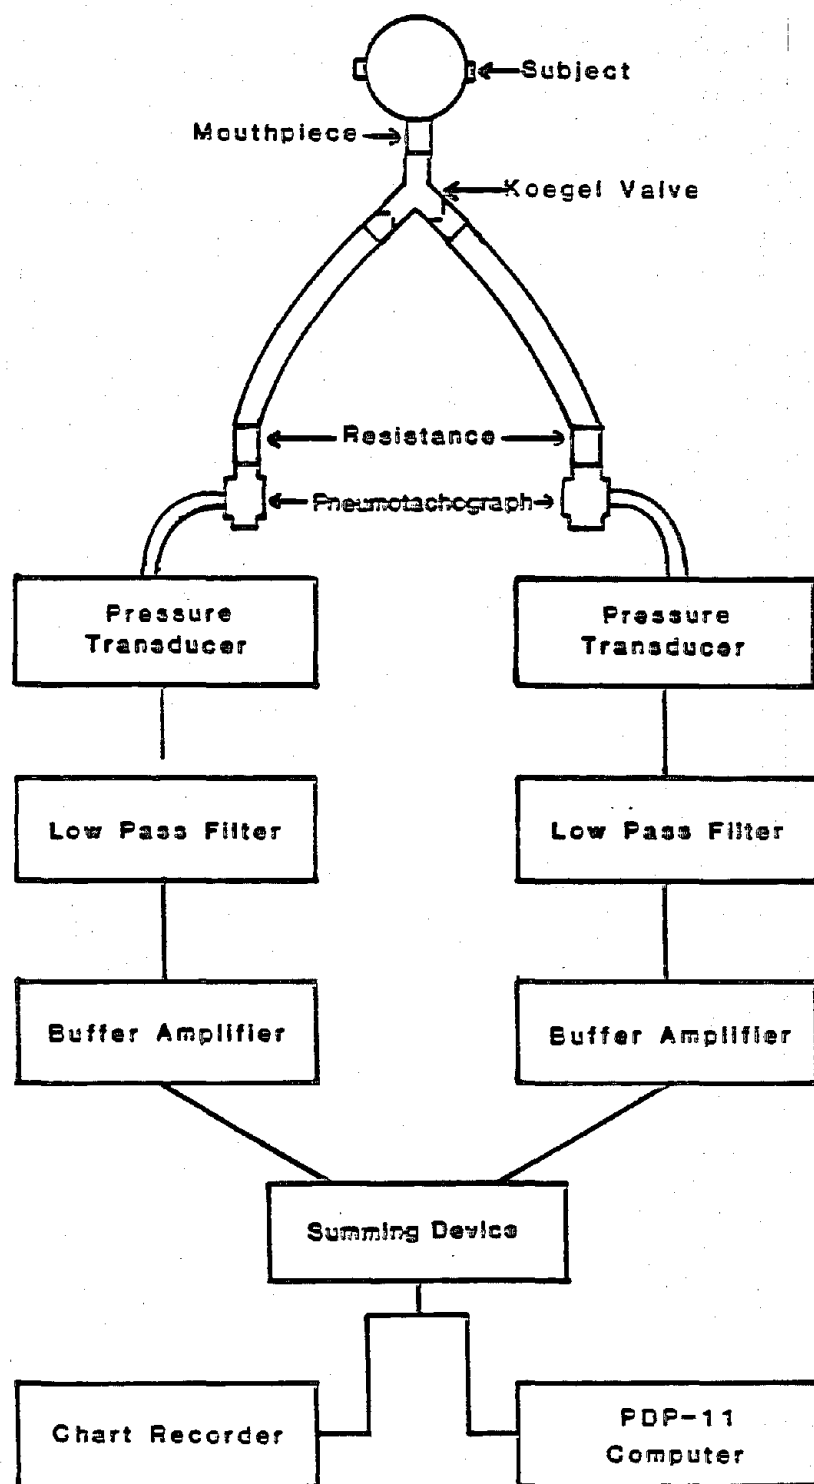 Subject
Mouthpiece
Koegel Valve
Resistance
Pneumotachograph
Pressure
Transducer
Pressure
Transducer
Low Pass Filter
Low Pass Filter
Buffer Amplifier
Buffer Amplifier
Summing Device
Chart Recorder
PDP-11
Computer